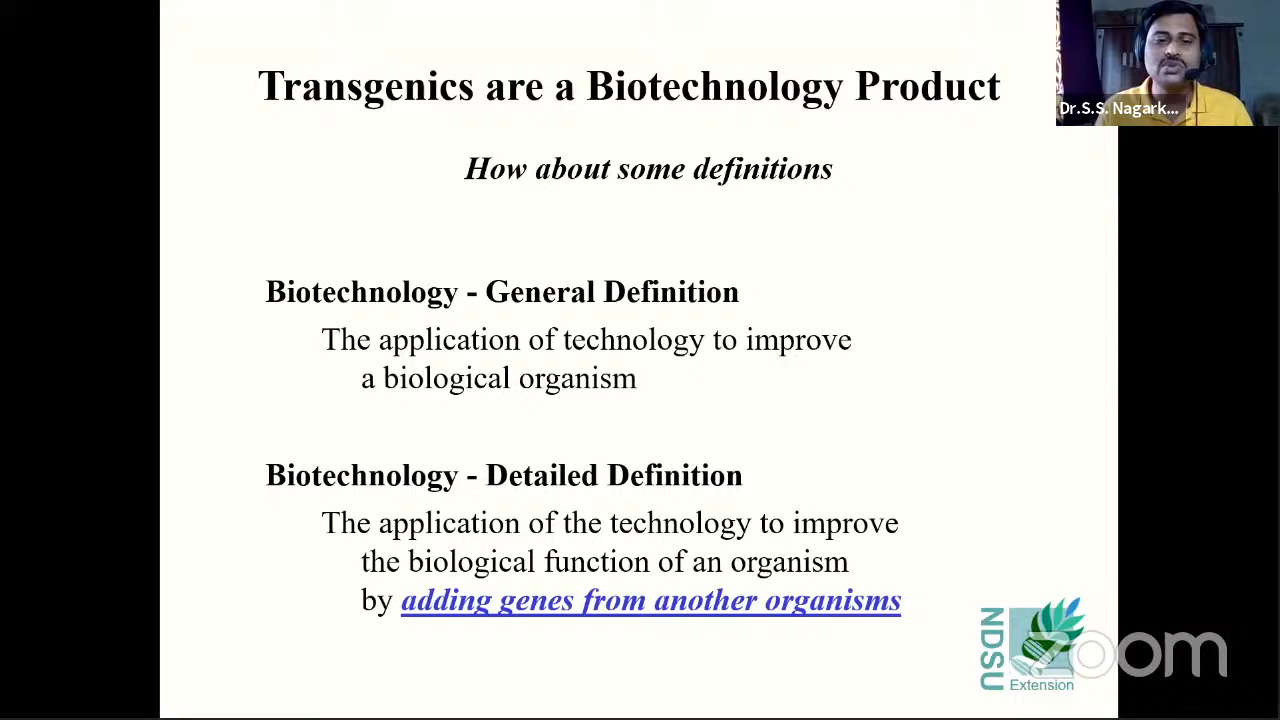 Transgenics are a Biotechnology Product
Dr.S.S. Nagark...
How about some definitions
Biotechnology - General Definition
The application of technology to improve
a biological organism
Biotechnology - Detailed Definition
The application of the technology to improve
the biological function of an organism
by adding genes from another organisms
NDSU
Extension
zoom